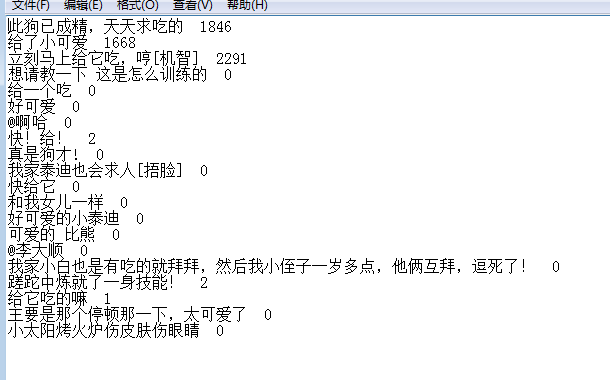 文件(F) 编辑(E) 格式(O) 查看(V) 帮助(H)
此狗已成精，天天求吃的  1846
给了小可爱  1668
立刻马上给它吃，哼[机智]  2291
想请教一下 这是怎么训练的  0
给一个吃  0
好可爱  0
@啊哈  0
快！给！  2
真是狗才！  0
我家泰迪也会求人[捂脸]  0
快给它  0
和我女儿一样  0
好可爱的小泰迪  0
可爱的 比熊  0
@李大顺  0
我家小白也是有吃的就拜拜，然后我小侄子一岁多点，他俩互拜，逗死了！  0
蹉跎中炼就了一身技能！  2
给它吃的嘛  1
主要是那个停顿那一下，太可爱了  0
小太阳烤火炉伤皮肤伤眼睛  0